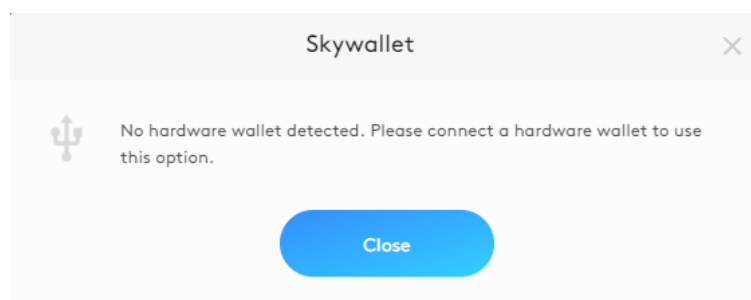 Skywallet
No hardware wallet detected. Please connect a hardware wallet to use
this option.
Close